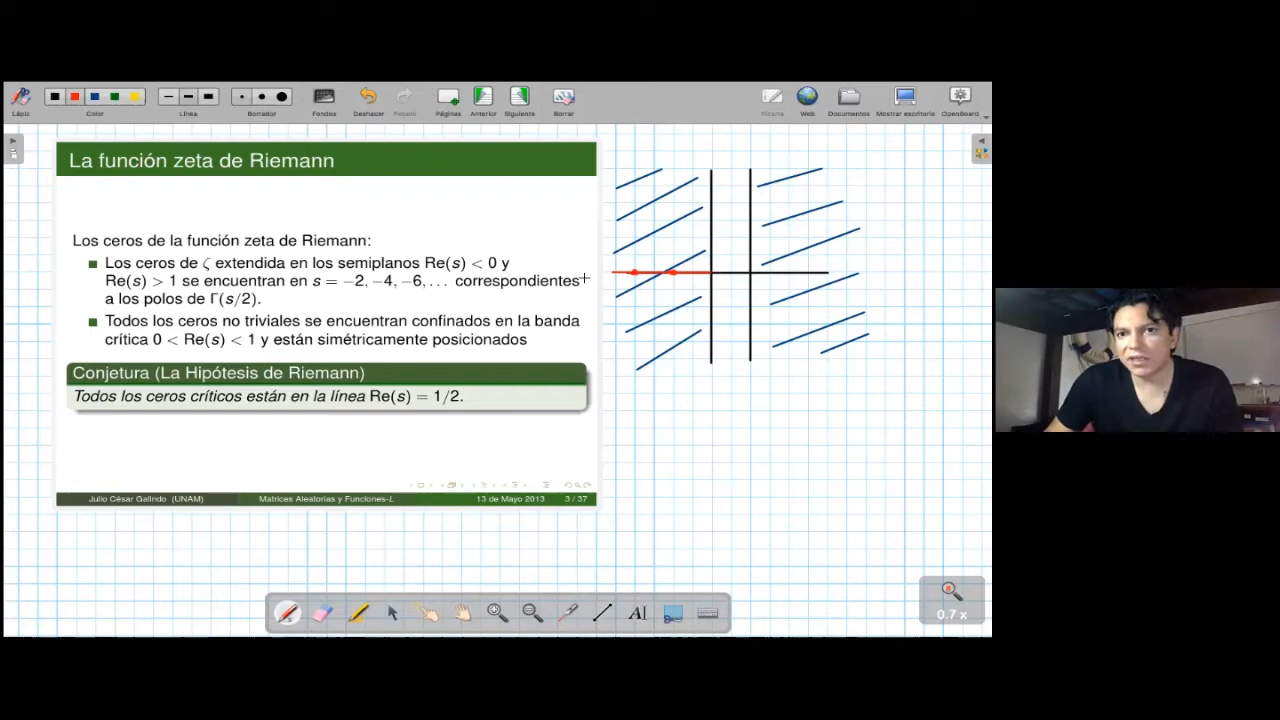 Lápiz
Color
Línea
Borrador
Fondos
Deshacer
Páginas
Anterior
Siguiente
Borrar
Pizarra
Web
Documentos
Mostrar escritorio
OpenBoard
La función zeta de Riemann
Los ceros de la función zeta de Riemann:
Los ceros de ζ extendida en los semiplanos Re(s) < 0 y
Re(s) > 1 se encuentran en s = −2, −4, −6, . . . correspondientes
a los polos de Γ(s/2).
Todos los ceros no triviales se encuentran confinados en la banda
crítica 0 < Re(s) < 1 y están simétricamente posicionados
Conjetura (La Hipótesis de Riemann)
Todos los ceros críticos están en la línea Re(s) = 1/2.
Julio César Galindo (UNAM)
Matrices Aleatorias y Funciones-L
13 de Mayo 2013
3 / 37
AI
0.7 x